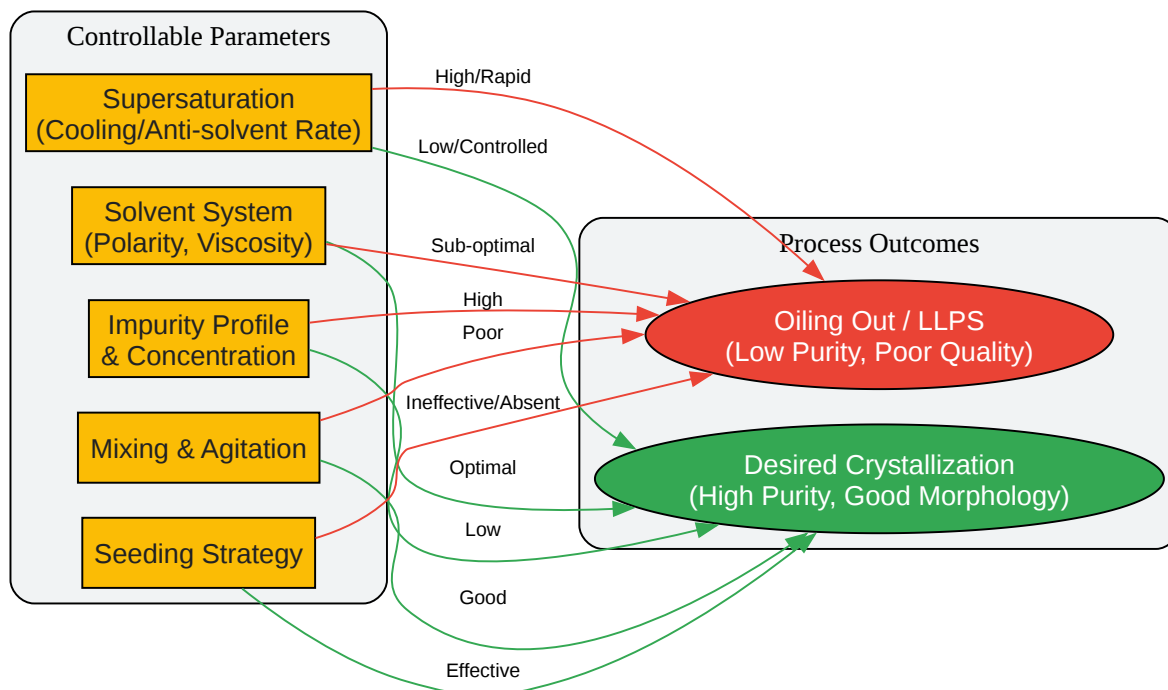 Controllable Parameters
Supersaturation
(Cooling/Anti-solvent Rate)
Solvent System
(Polarity, Viscosity)
Impurity Profile
& Concentration
Mixing & Agitation
Seeding Strategy
High/Rapid
Low/Controlled
Sub-optimal
High
Poor
Ineffective/Absent
Optimal
Low
Good
Effective
Process Outcomes
Oiling Out / LLPS
(Low Purity, Poor Quality)
Desired Crystallization
(High Purity, Good Morphology)